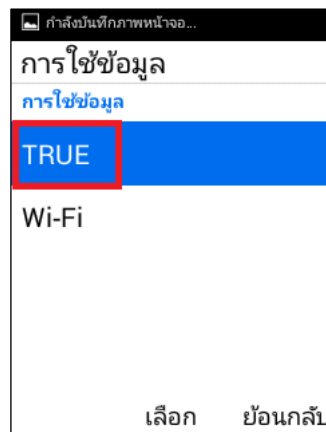 กำลังบันทึกภาพหน้าจอ...
การใช้ข้อมูล
การใช้ข้อมูล
TRUE
Wi-Fi
เลือก ย้อนกลับ